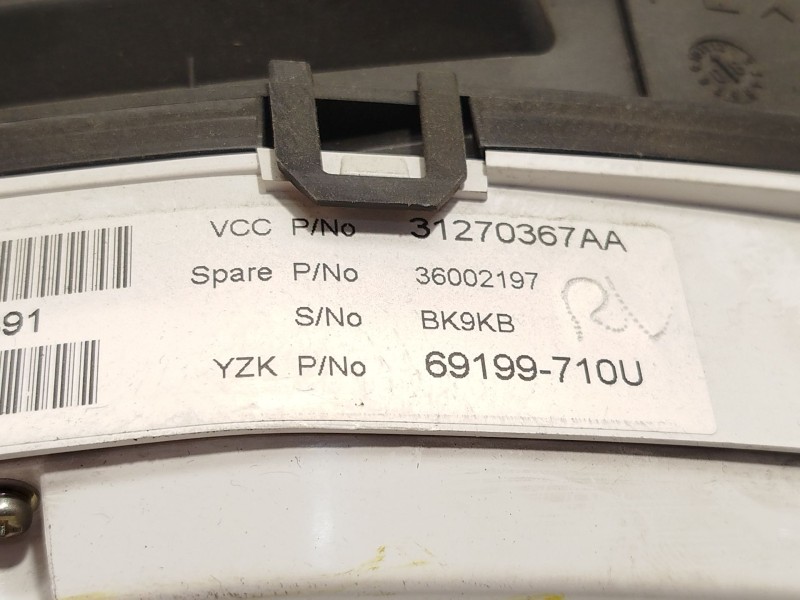 VCC P/No 31270367AA
Spare P/No 36002197
91 S/No BK9KB
YZK P/No 69199-710U